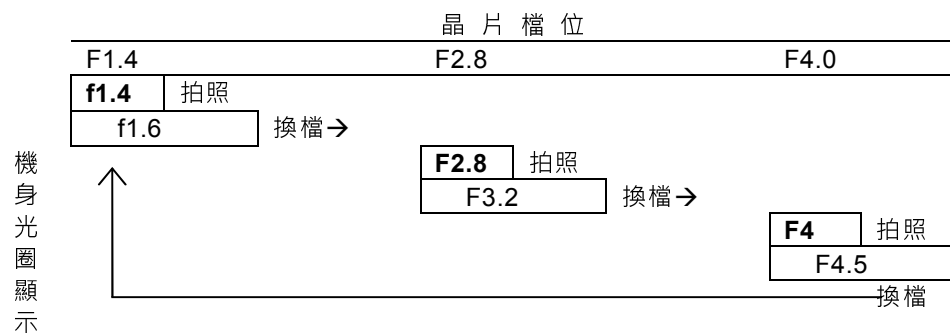 晶片檔位
F1.4 F2.8 F4.0
f1.4 拍照
f1.6 換檔→
F2.8 拍照
F3.2 換檔→
F4 拍照
F4.5
換檔
機身光圈顯示